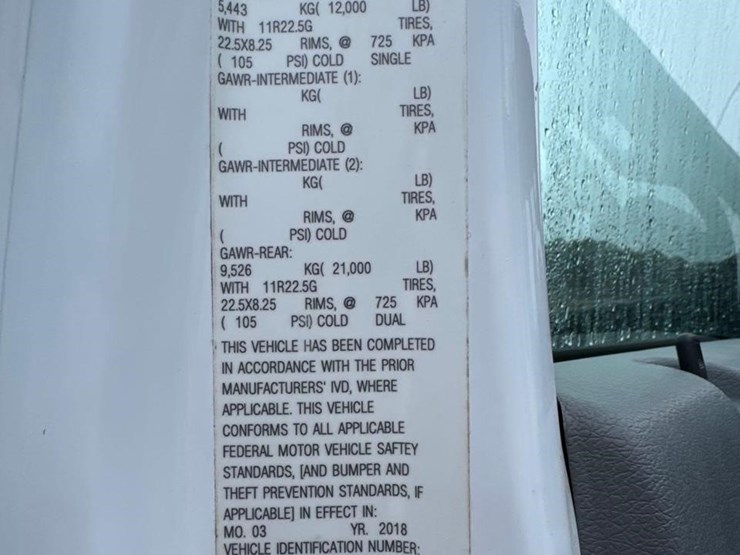 5,443 KG( 12,000 LB)
WITH 11R22.5G TIRES,
22.5X8.25 RIMS, @ 725 KPA
( 105 PSI) COLD SINGLE
GAWR-INTERMEDIATE (1):
KG( LB)
WITH TIRES,
RIMS, @ KPA
( PSI) COLD
GAWR-INTERMEDIATE (2):
KG( LB)
WITH TIRES,
RIMS, @ KPA
( PSI) COLD
GAWR-REAR:
9,526 KG( 21,000 LB)
WITH 11R22.5G TIRES,
22.5X8.25 RIMS, @ 725 KPA
( 105 PSI) COLD DUAL
THIS VEHICLE HAS BEEN COMPLETED
IN ACCORDANCE WITH THE PRIOR
MANUFACTURERS' IVD, WHERE
APPLICABLE. THIS VEHICLE
CONFORMS TO ALL APPLICABLE
FEDERAL MOTOR VEHICLE SAFTEY
STANDARDS, [AND BUMPER AND
THEFT PREVENTION STANDARDS, IF
APPLICABLE] IN EFFECT IN:
MO. 03 YR. 2018
VEHICLE IDENTIFICATION NUMBER: